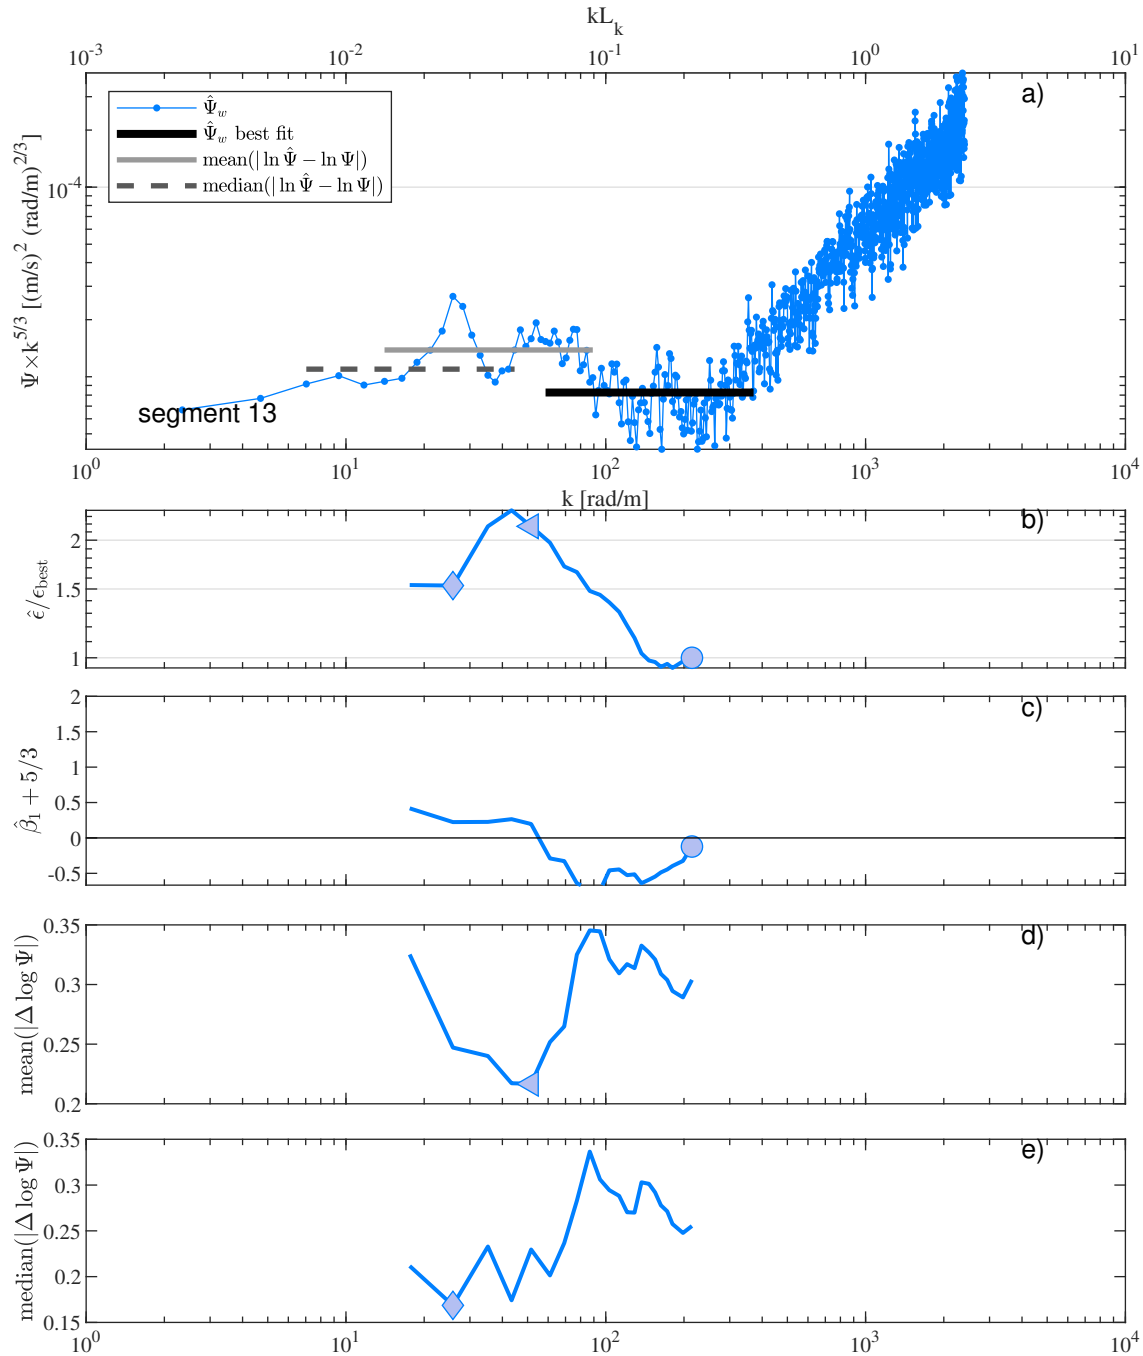 kL_k
10^-3 10^-2 10^-1 10^0 10^1
a)
Ψ̂_w
Ψ̂_w best fit
mean(| ln Ψ̂ − ln Ψ|)
median(| ln Ψ̂ − ln Ψ|)
10^-4
Ψ×k^5/3 [(m/s)^2 (rad/m)^2/3]
segment 13
10^0 10^1 10^2 10^3 10^4
k [rad/m]
b)
2
1.5
1
ε̂/ε_best
c)
2
1.5
1
0.5
0
-0.5
β̂_1 + 5/3
d)
0.35
0.3
0.25
0.2
mean(|Δ log Ψ|)
e)
0.35
0.3
0.25
0.2
0.15
median(|Δ log Ψ|)
10^0 10^1 10^2 10^3 10^4